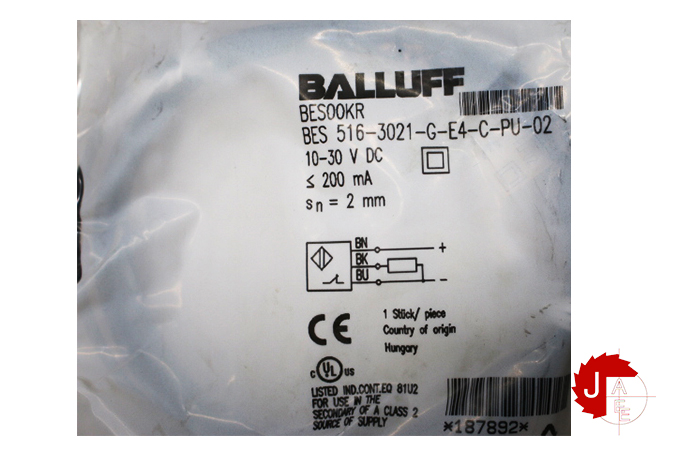 BALLUFF
BES00KR
BES 516-3021-G-E4-C-PU-02
10-30 V DC
≤ 200 mA
sn = 2 mm
BN +
BK
BU -
1 Stück/ piece
Country of origin
Hungary
CE
c UL us
LISTED IND.CONT.EQ 81U2
FOR USE IN THE
SECONDARY OF A CLASS 2
SOURCE OF SUPPLY
*187892*
J